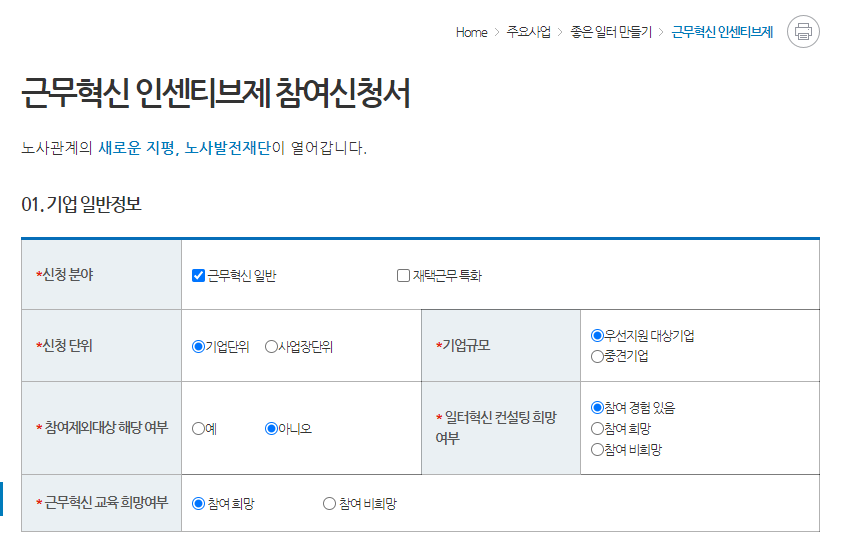 Home > 주요사업 > 좋은 일터 만들기 > 근무혁신 인센티브제
근무혁신 인센티브제 참여신청서
노사관계의 새로운 지평, 노사발전재단이 열어갑니다.
01. 기업 일반정보
*신청 분야
근무혁신 일반 재택근무 특화
*신청 단위
기업단위 사업장단위
*기업규모
우선지원 대상기업
중견기업
* 참여제외대상 해당 여부
예 아니오
* 일터혁신 컨설팅 희망
여부
참여 경험 있음
참여 희망
참여 비희망
* 근무혁신 교육 희망여부
참여 희망 참여 비희망